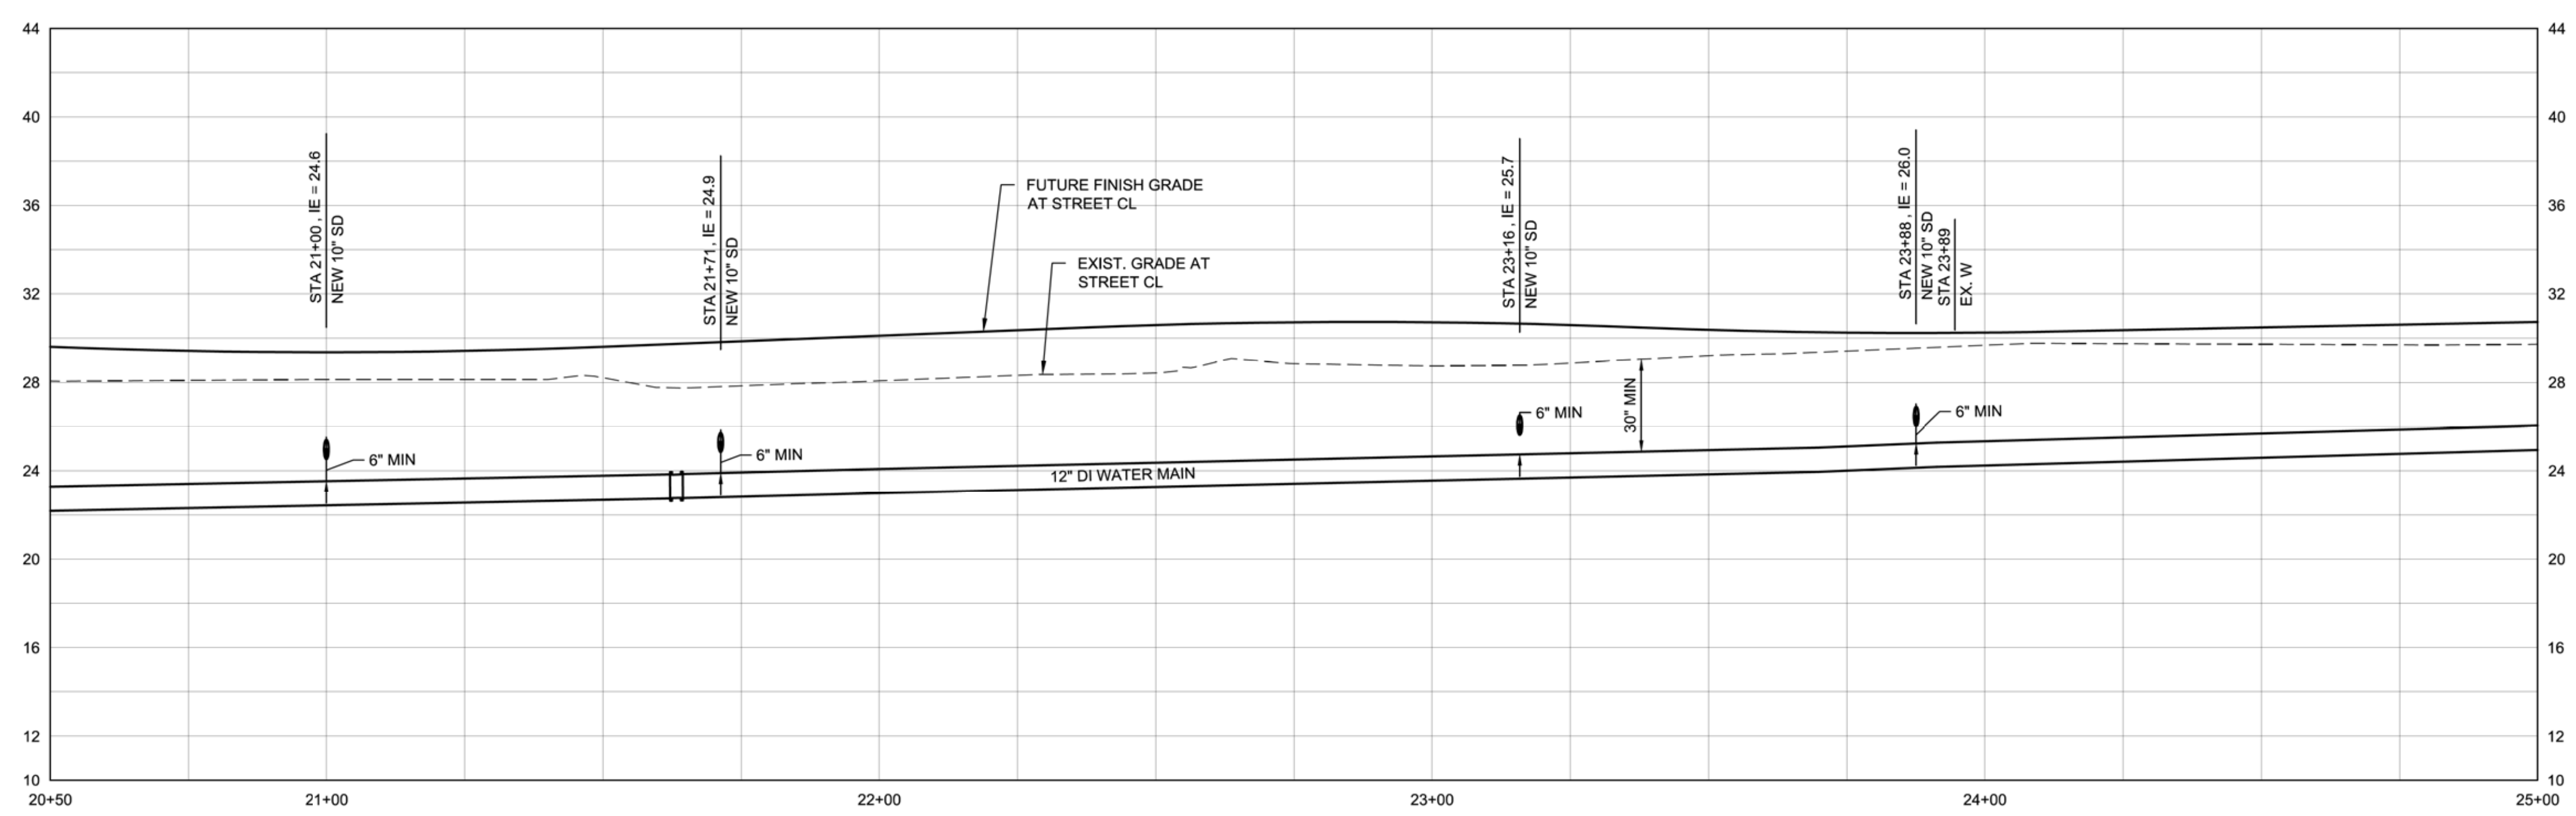 44
44
40
40
36
36
32
32
28
28
24
24
20
20
16
16
12
12
10
10
STA 21+00 , IE = 24.6
NEW 10" SD
STA 21+71, IE = 24.9
NEW 10" SD
FUTURE FINISH GRADE
AT STREET CL
EXIST. GRADE AT
STREET CL
STA 23+16 , IE = 25.7
NEW 10" SD
STA 23+88 , IE = 26.0
NEW 10" SD
STA 23+89
EX. W
6" MIN
6" MIN
6" MIN
30" MIN
6" MIN
12" DI WATER MAIN
20+50
21+00
22+00
23+00
24+00
25+00